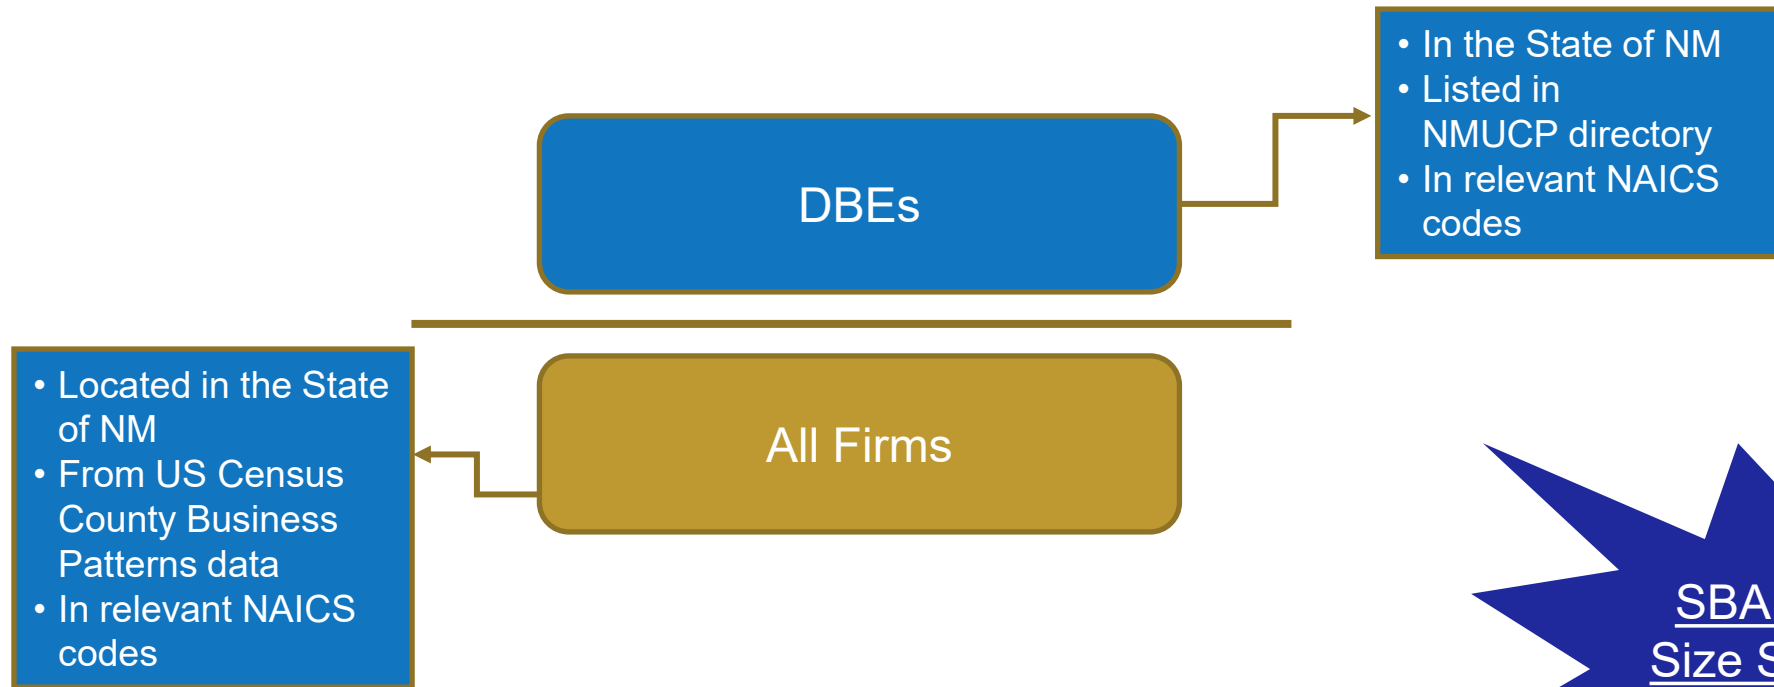 • In the State of NM
• Listed in
NMUCP directory
• In relevant NAICS
codes
DBEs
All Firms
• Located in the State
of NM
• From US Census
County Business
Patterns data
• In relevant NAICS
codes
SBA
Size S